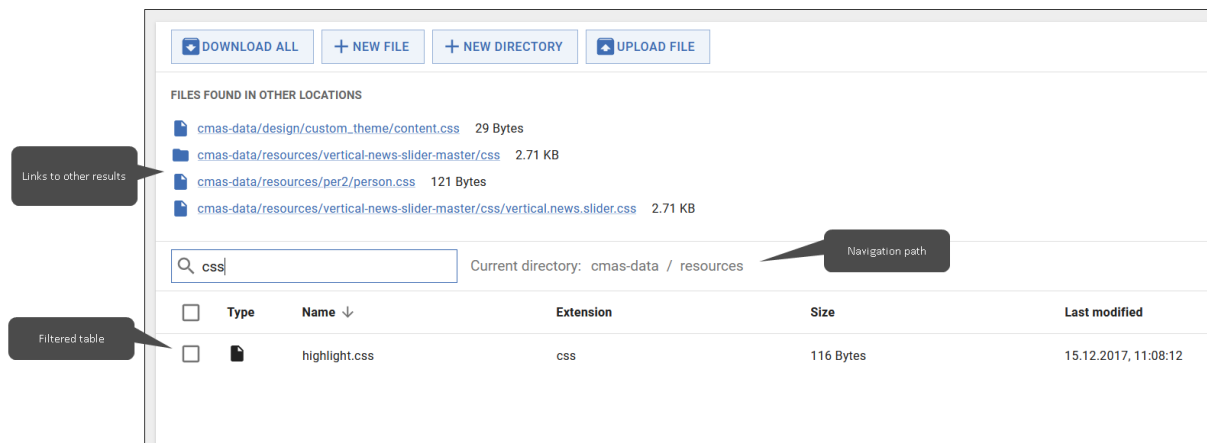 DOWNLOAD ALL
NEW FILE
NEW DIRECTORY
UPLOAD FILE
FILES FOUND IN OTHER LOCATIONS
cmas-data/design/custom_theme/content.css 29 Bytes
cmas-data/resources/vertical-news-slider-master/css 2.71 KB
Links to other results
cmas-data/resources/per2/person.css 121 Bytes
cmas-data/resources/vertical-news-slider-master/css/vertical.news.slider.css 2.71 KB
Navigation path
css
Current directory: cmas-data / resources
Type Name Extension Size Last modified
Filtered table
highlight.css css 116 Bytes 15.12.2017, 11:08:12